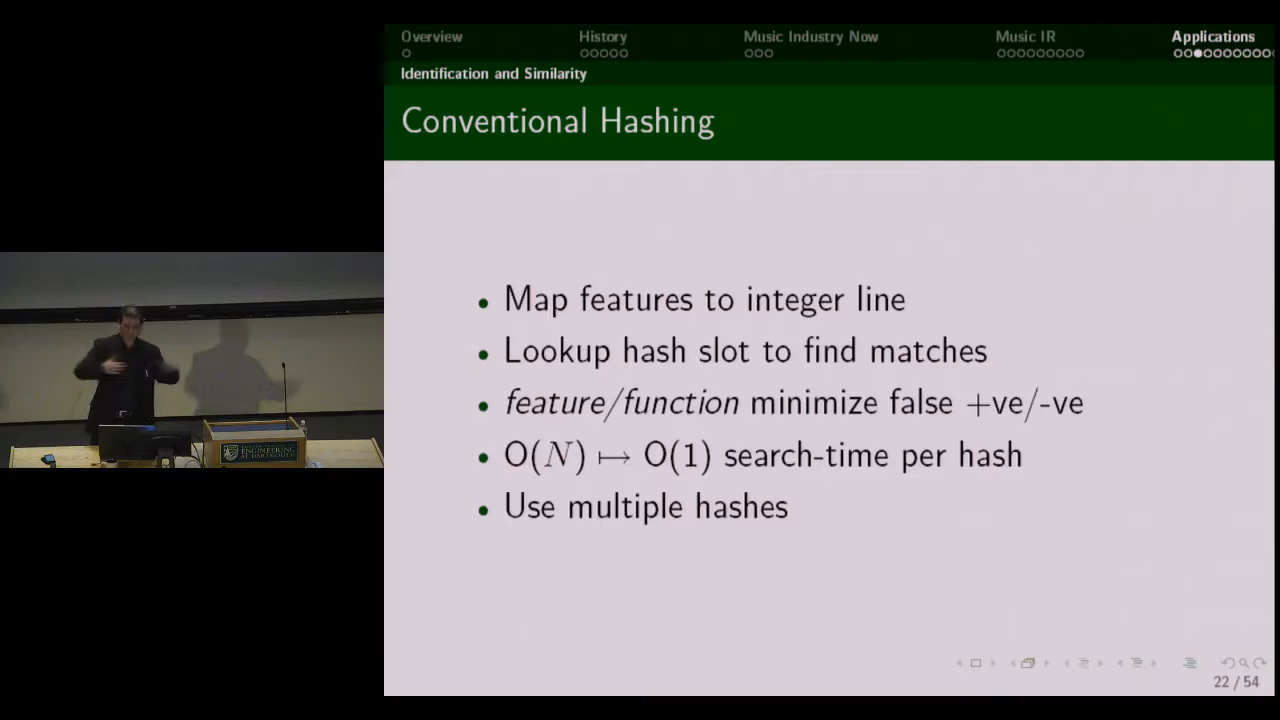 Overview History Music Industry Now Music IR Applications
Identification and Similarity
Conventional Hashing
• Map features to integer line
• Lookup hash slot to find matches
• feature/function minimize false +ve/-ve
• O(N) ↦ O(1) search-time per hash
• Use multiple hashes
22 / 54
ENGINEERING
AT DARTMOUTH